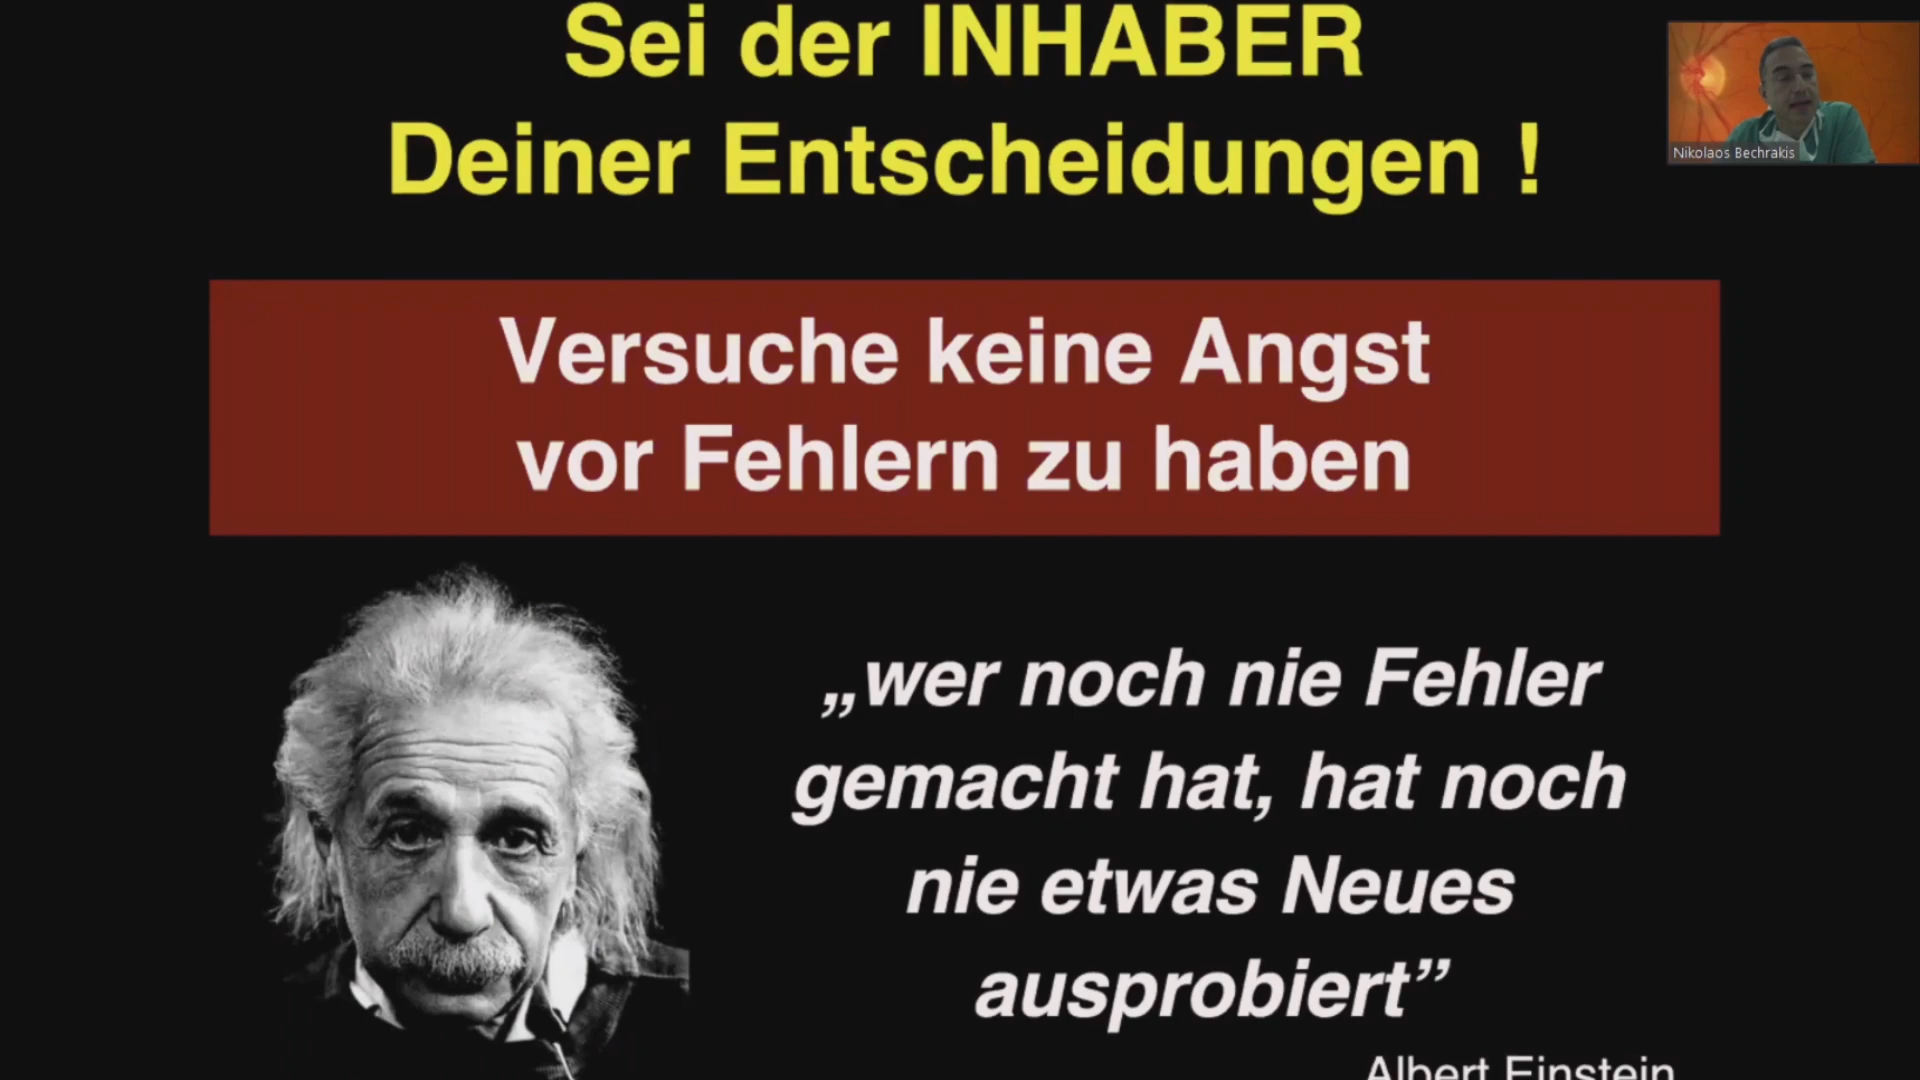 Sei der INHABER
Deiner Entscheidungen !
Nikolaos Bechrakis
Versuche keine Angst
vor Fehlern zu haben
„wer noch nie Fehler
gemacht hat, hat noch
nie etwas Neues
ausprobiert”
Albert Einstein